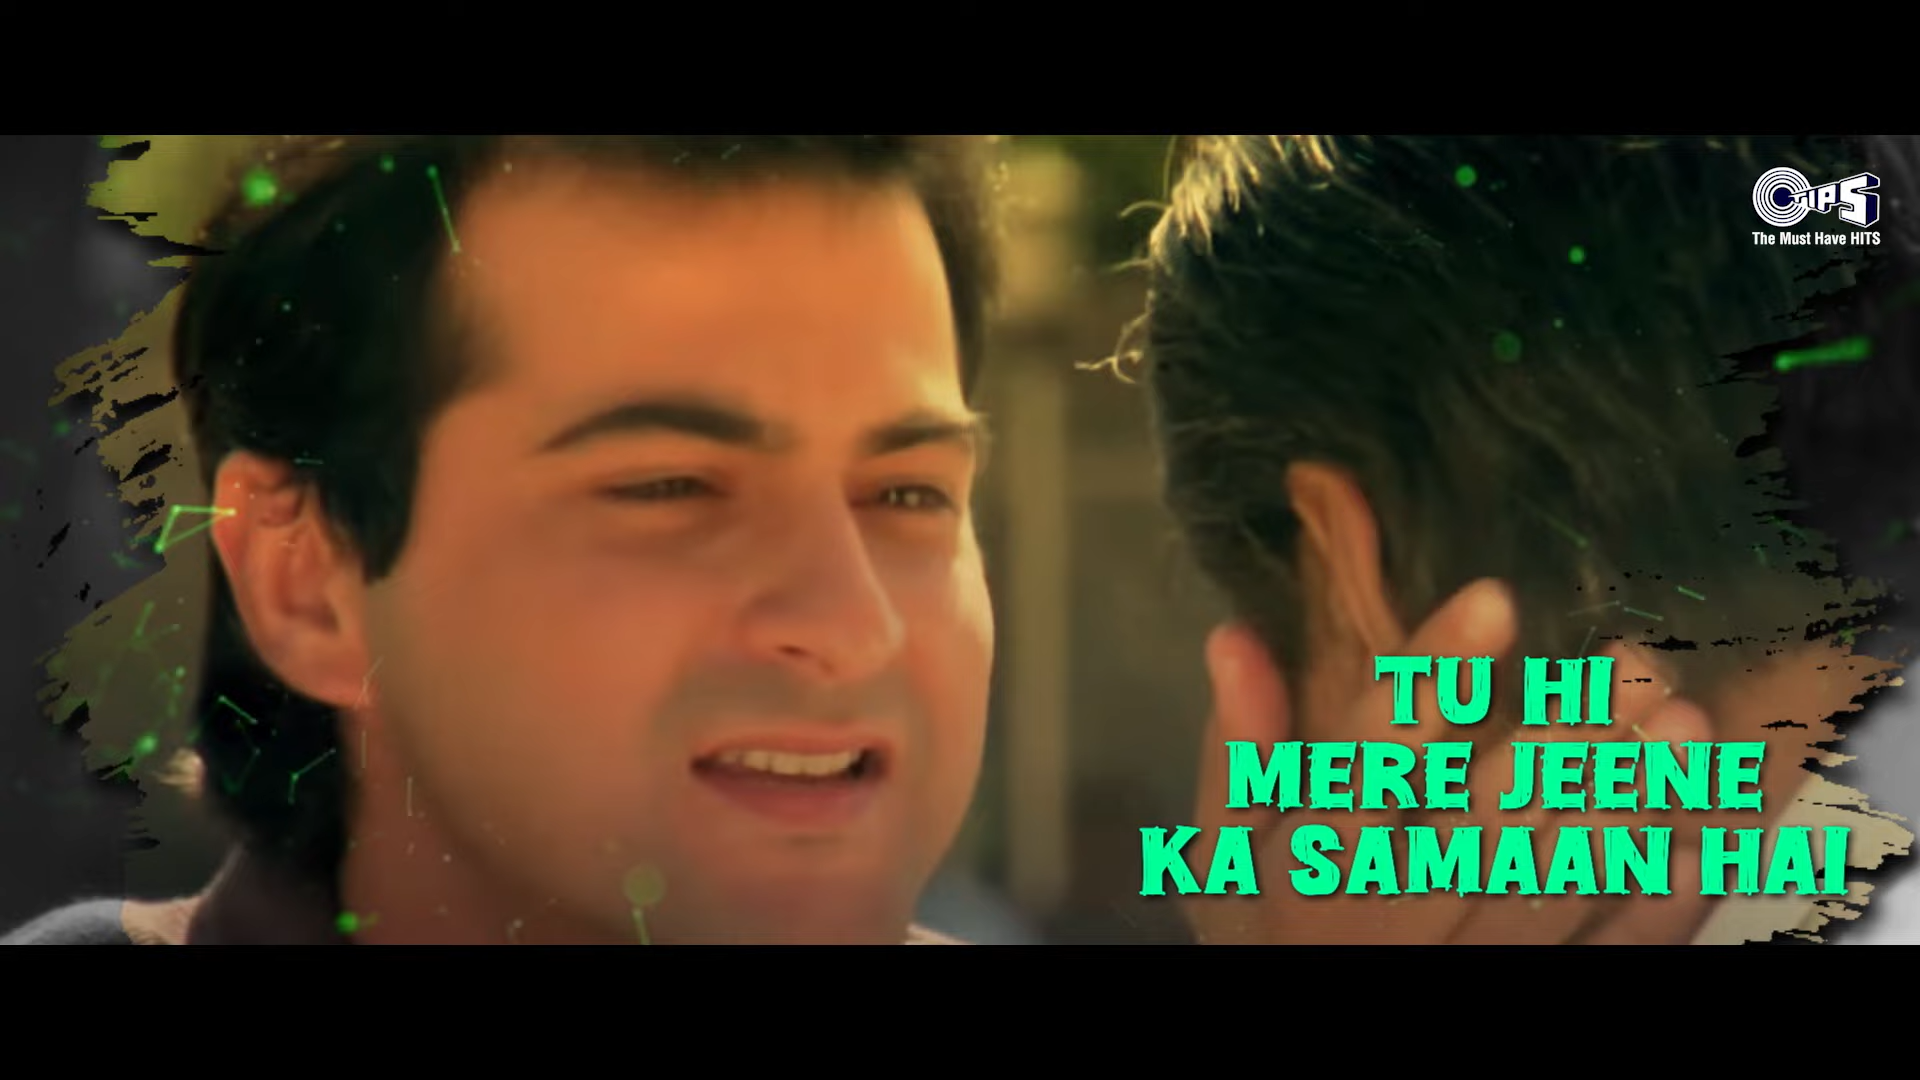 TIPS
The Must Have HITS
TU HI
MERE JEENE
KA SAMAAN HAI